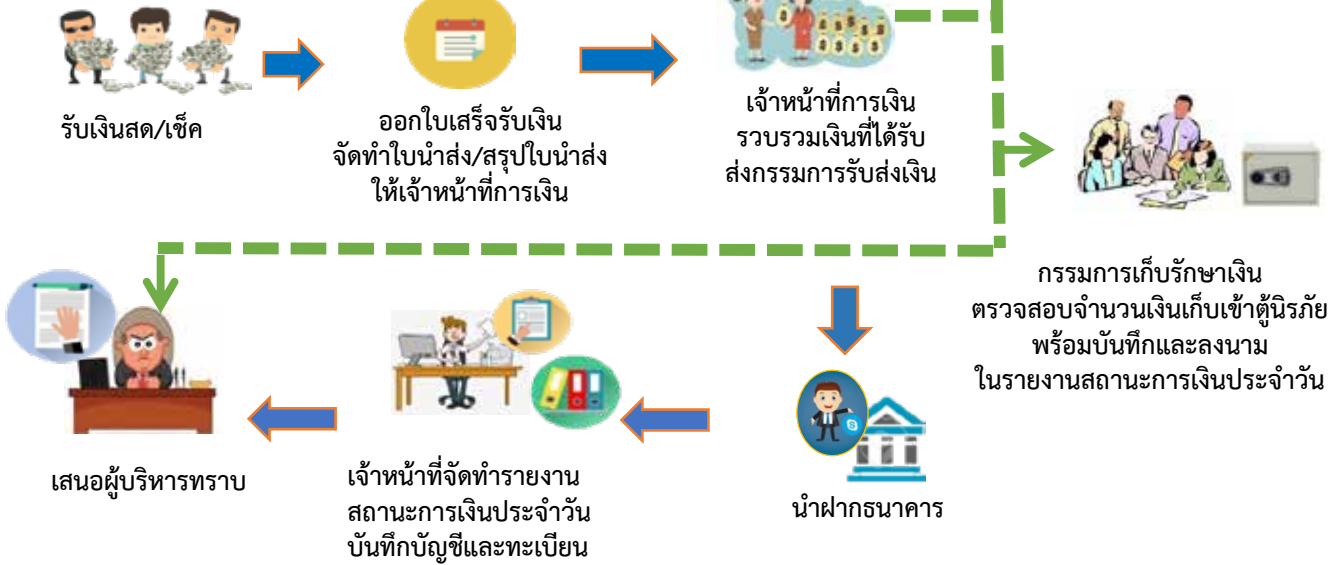 รับเงินสด/เช็ค
ออกใบเสร็จรับเงิน
จัดทำใบนำส่ง/สรุปใบนำส่ง
ให้เจ้าหน้าที่การเงิน
เจ้าหน้าที่การเงิน
รวบรวมเงินที่ได้รับ
ส่งกรรมการรับส่งเงิน
กรรมการเก็บรักษาเงิน
ตรวจสอบจำนวนเงินเก็บเข้าตู้นิรภัย
พร้อมบันทึกและลงนาม
ในรายงานสถานะการเงินประจำวัน
นำฝากธนาคาร
เจ้าหน้าที่จัดทำรายงาน
สถานะการเงินประจำวัน
บันทึกบัญชีและทะเบียน
เสนอผู้บริหารทราบ